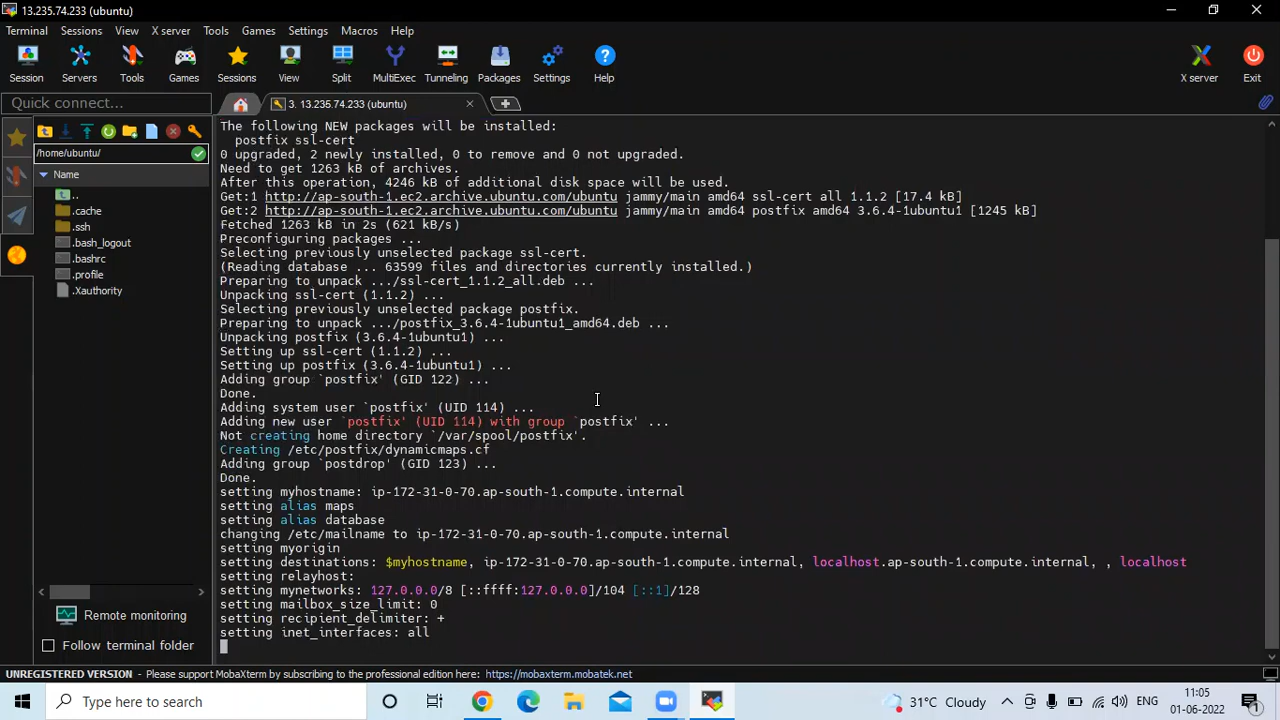 13.235.74.233 (ubuntu)
Terminal Sessions View X server Tools Games Settings Macros Help
Session Servers Tools Games Sessions View Split MultiExec Tunneling Packages Settings Help X server Exit
Quick connect...
3. 13.235.74.233 (ubuntu)
/home/ubuntu/
Name
..
.cache
.ssh
.bash_logout
.bashrc
.profile
.Xauthority
Remote monitoring
Follow terminal folder
The following NEW packages will be installed:
postfix ssl-cert
0 upgraded, 2 newly installed, 0 to remove and 0 not upgraded.
Need to get 1263 kB of archives.
After this operation, 4246 kB of additional disk space will be used.
Get:1 http://ap-south-1.ec2.archive.ubuntu.com/ubuntu jammy/main amd64 ssl-cert all 1.1.2 [17.4 kB]
Get:2 http://ap-south-1.ec2.archive.ubuntu.com/ubuntu jammy/main amd64 postfix amd64 3.6.4-1ubuntu1 [1245 kB]
Fetched 1263 kB in 2s (621 kB/s)
Preconfiguring packages ...
Selecting previously unselected package ssl-cert.
(Reading database ... 63599 files and directories currently installed.)
Preparing to unpack .../ssl-cert_1.1.2_all.deb ...
Unpacking ssl-cert (1.1.2) ...
Selecting previously unselected package postfix.
Preparing to unpack .../postfix_3.6.4-1ubuntu1_amd64.deb ...
Unpacking postfix (3.6.4-1ubuntu1) ...
Setting up ssl-cert (1.1.2) ...
Setting up postfix (3.6.4-1ubuntu1) ...
Adding group `postfix' (GID 122) ...
Done.
Adding system user `postfix' (UID 114) ...
Adding new user `postfix' (UID 114) with group `postfix' ...
Not creating home directory `/var/spool/postfix'.
Creating /etc/postfix/dynamicmaps.cf
Adding group `postdrop' (GID 123) ...
Done.
setting myhostname: ip-172-31-0-70.ap-south-1.compute.internal
setting alias maps
setting alias database
changing /etc/mailname to ip-172-31-0-70.ap-south-1.compute.internal
setting myorigin
setting destinations: $myhostname, ip-172-31-0-70.ap-south-1.compute.internal, localhost.ap-south-1.compute.internal, , localhost
setting relayhost:
setting mynetworks: 127.0.0.0/8 [::ffff:127.0.0.0]/104 [::1]/128
setting mailbox_size_limit: 0
setting recipient_delimiter: +
setting inet_interfaces: all
UNREGISTERED VERSION - Please support MobaXterm by subscribing to the professional edition here: https://mobaxterm.mobatek.net
Type here to search
31°C Cloudy
ENG
11:05
01-06-2022
1